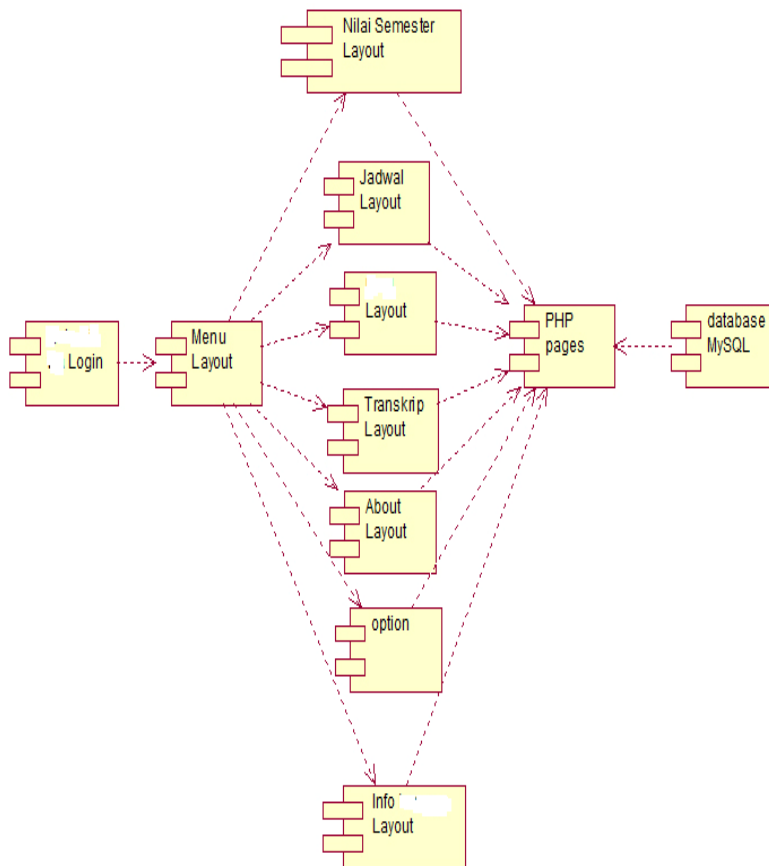 Nilai Semester
Layout
Jadwal
Layout
Layout
Login
Menu
Layout
PHP
pages
database
MySQL
Transkrip
Layout
About
Layout
option
Info
Layout